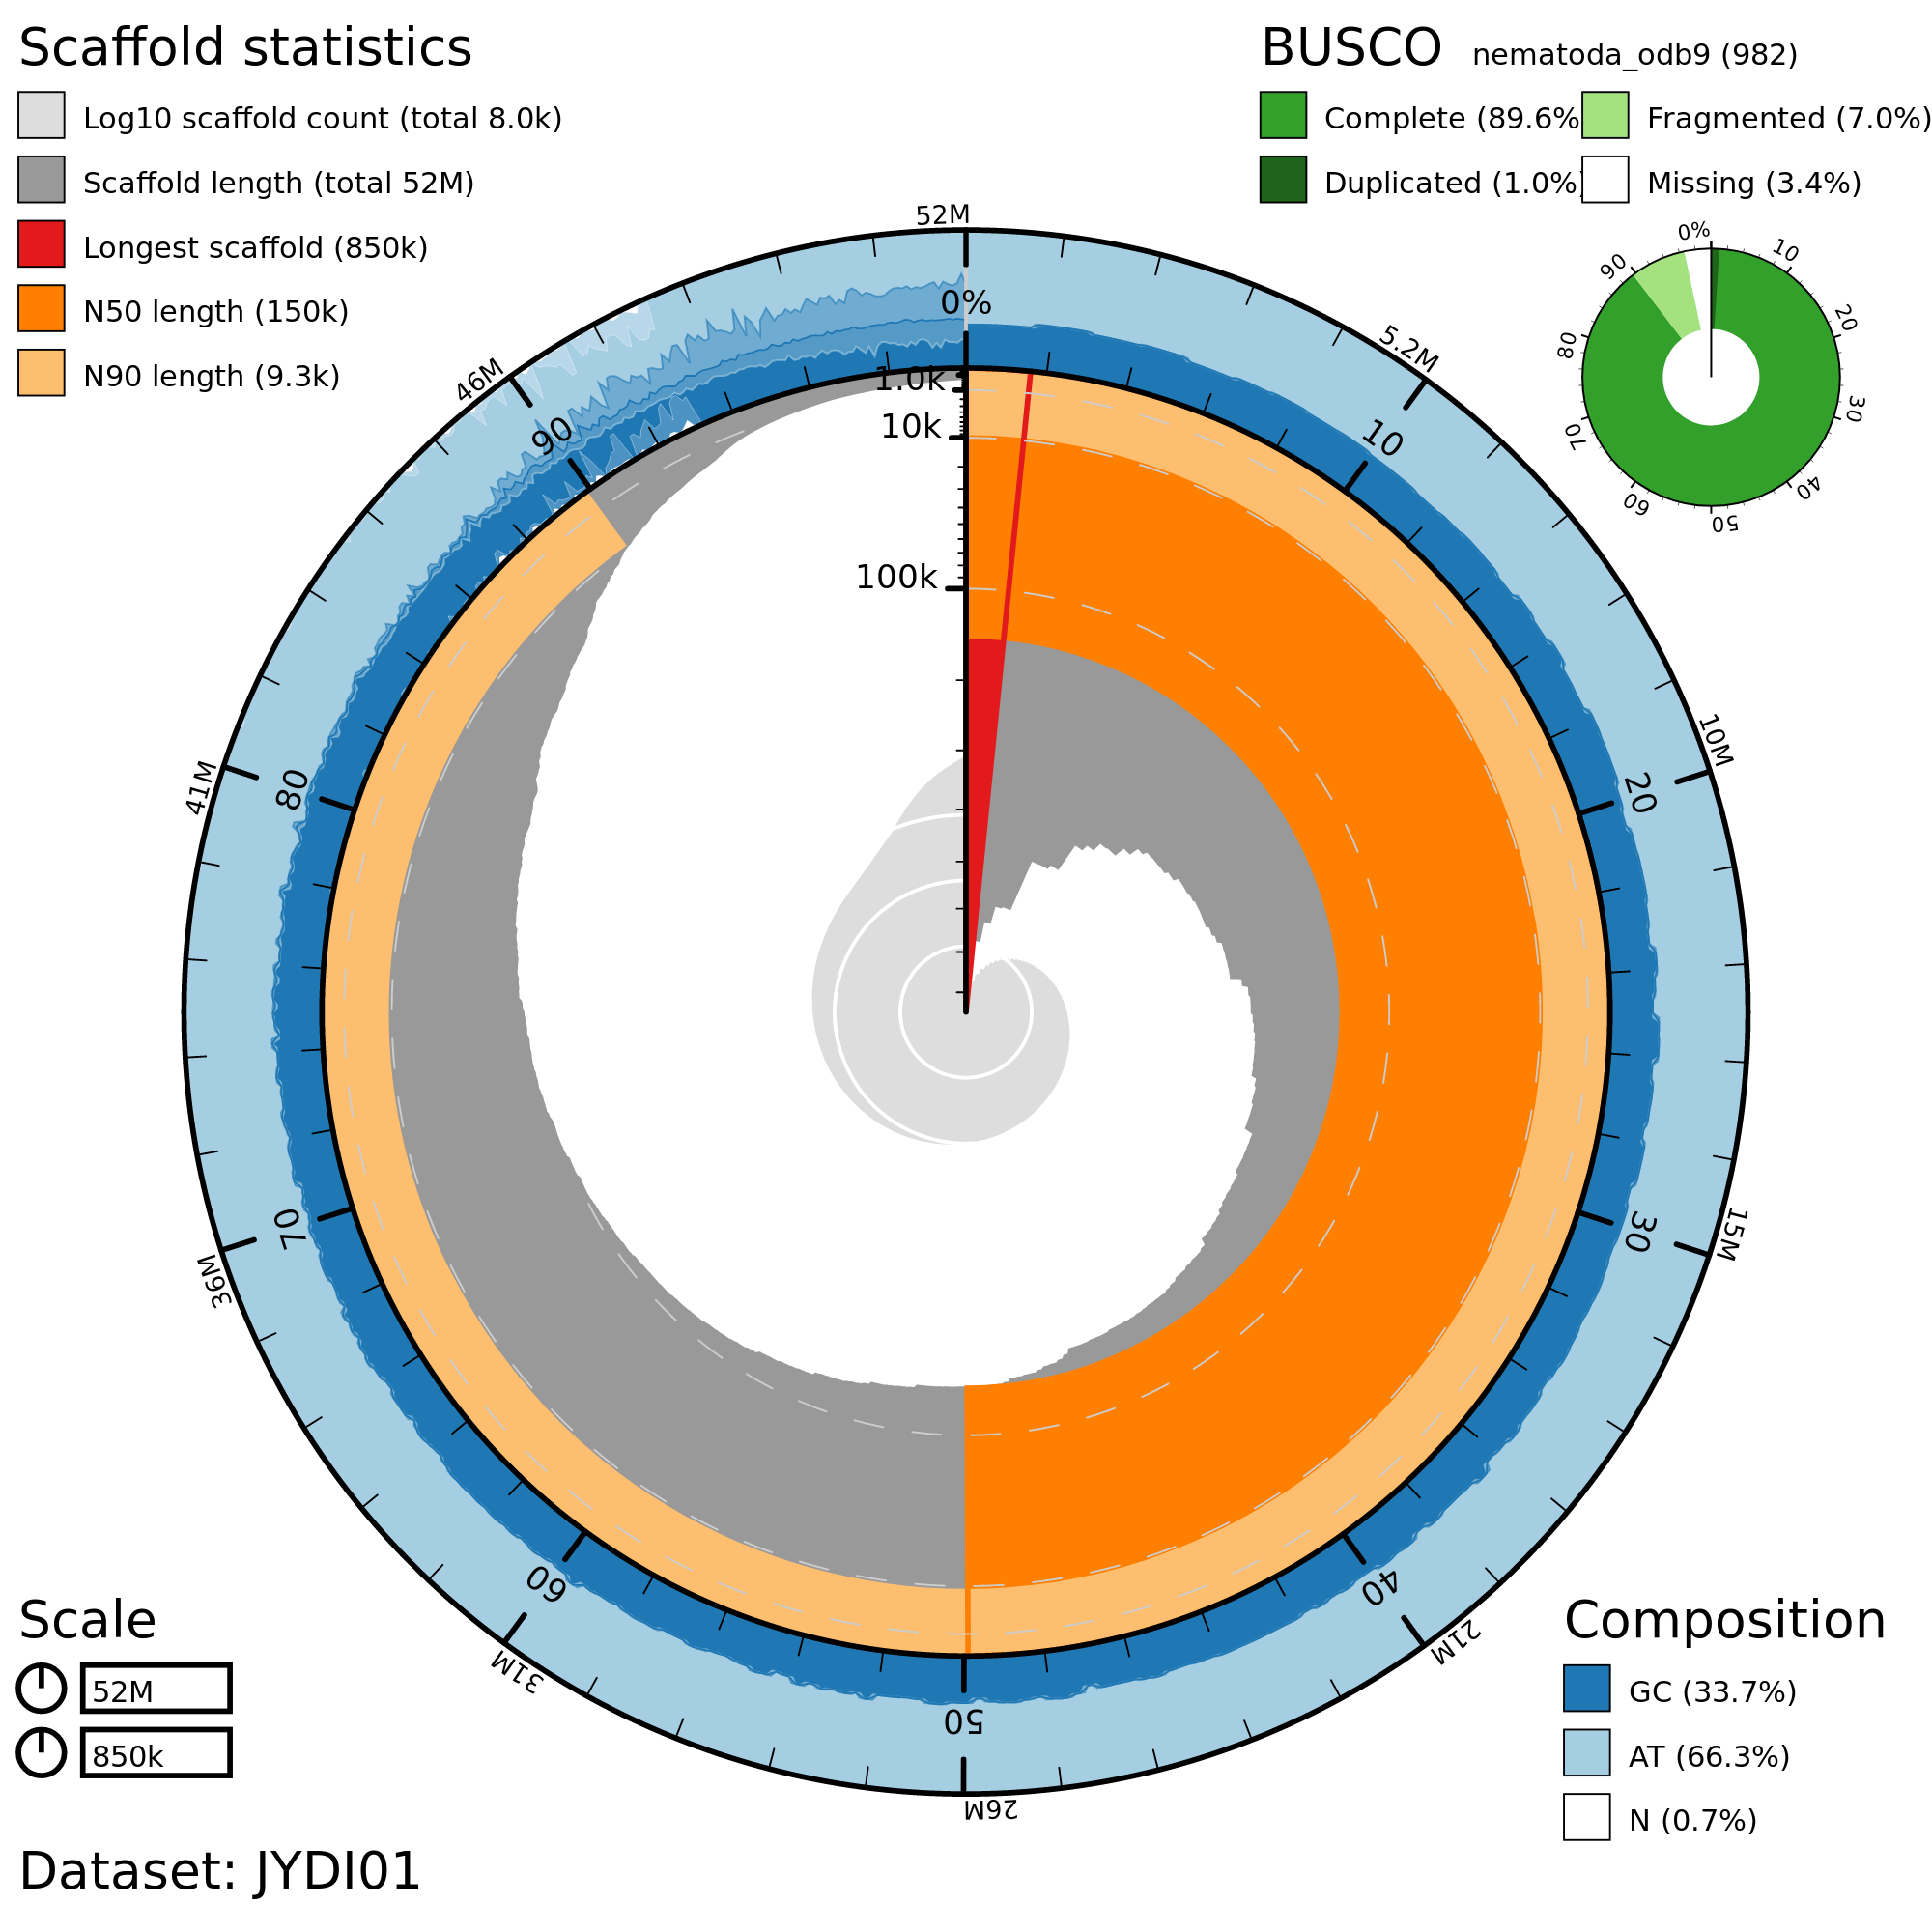 Scaffold statistics
Log10 scaffold count (total 8.0k)
Scaffold length (total 52M)
Longest scaffold (850k)
N50 length (150k)
N90 length (9.3k)
BUSCO nematoda_odb9 (982)
Complete (89.6%
Fragmented (7.0%)
Duplicated (1.0%)
Missing (3.4%)
0%
10
20
30
40
50
60
70
80
90
52M
5.2M
10M
15M
21M
26M
31M
36M
41M
46M
0%
10
20
30
40
50
60
70
80
90
1.0k
10k
100k
Scale
52M
850k
Composition
GC (33.7%)
AT (66.3%)
N (0.7%)
Dataset: JYDI01